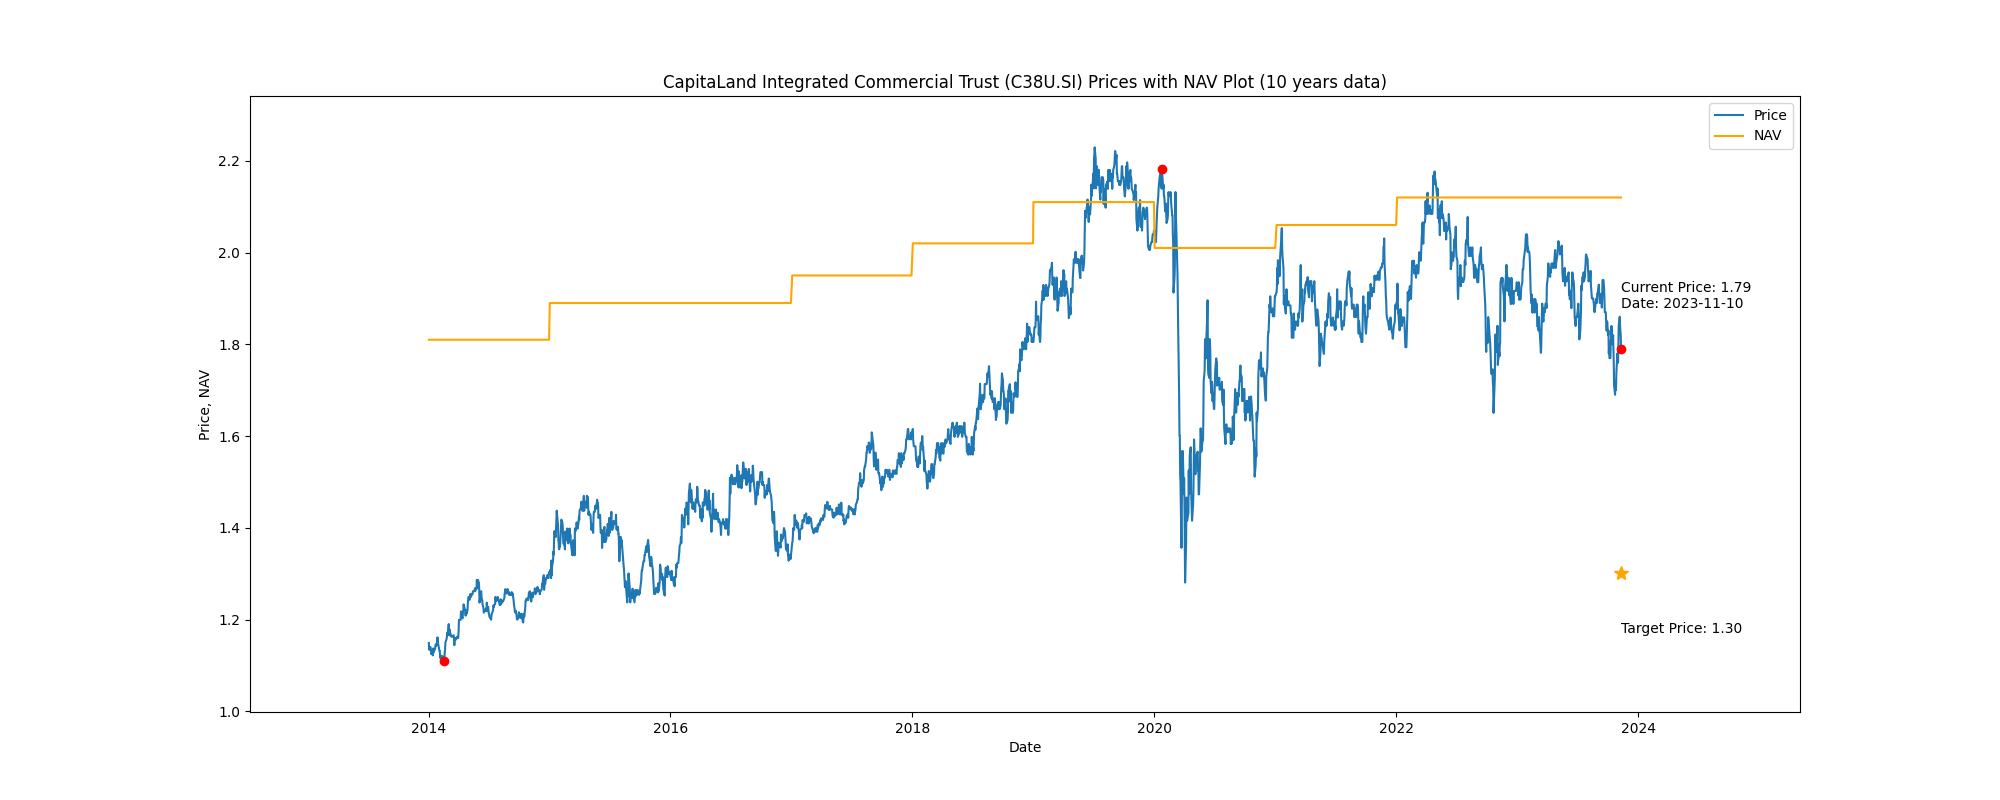 CapitaLand Integrated Commercial Trust (C38U.SI) Prices with NAV Plot (10 years data)
Price
NAV
2.2
2.0
1.8
1.6
1.4
1.2
1.0
Price, NAV
Current Price: 1.79
Date: 2023-11-10
Target Price: 1.30
2014
2016
2018
2020
2022
2024
Date